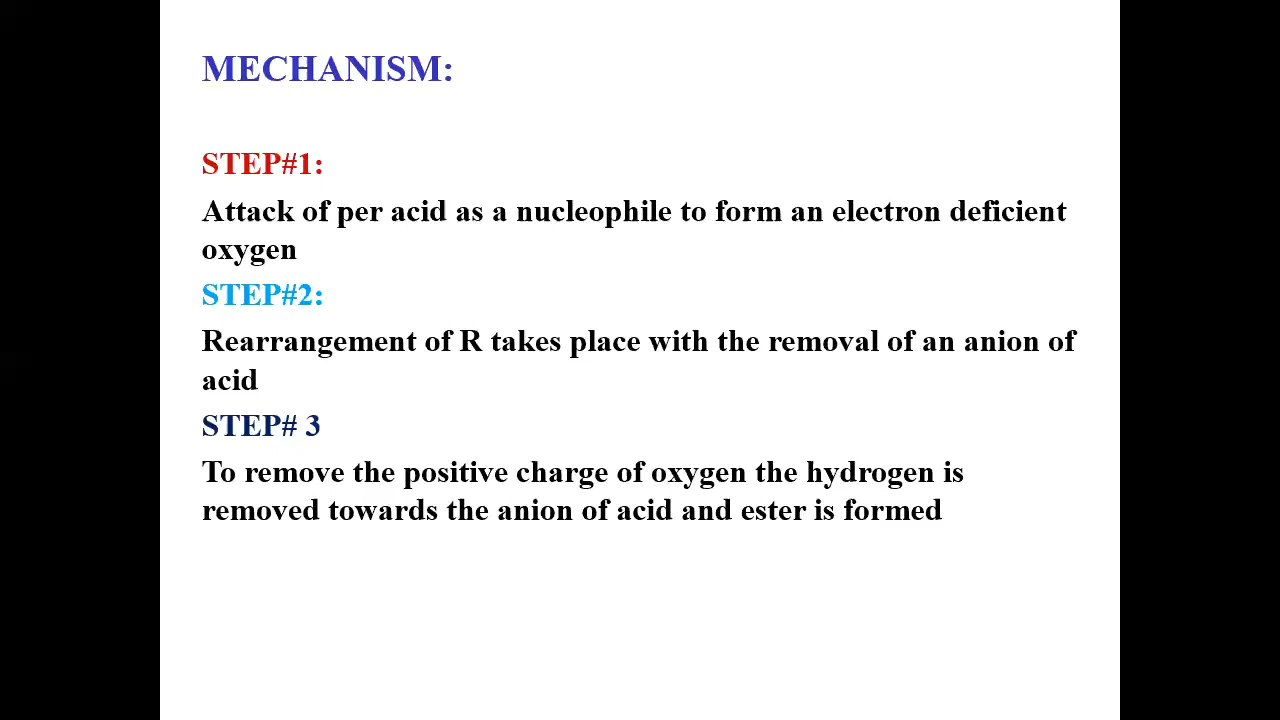 MECHANISM:
STEP#1:
Attack of per acid as a nucleophile to form an electron deficient
oxygen
STEP#2:
Rearrangement of R takes place with the removal of an anion of
acid
STEP# 3
To remove the positive charge of oxygen the hydrogen is
removed towards the anion of acid and ester is formed